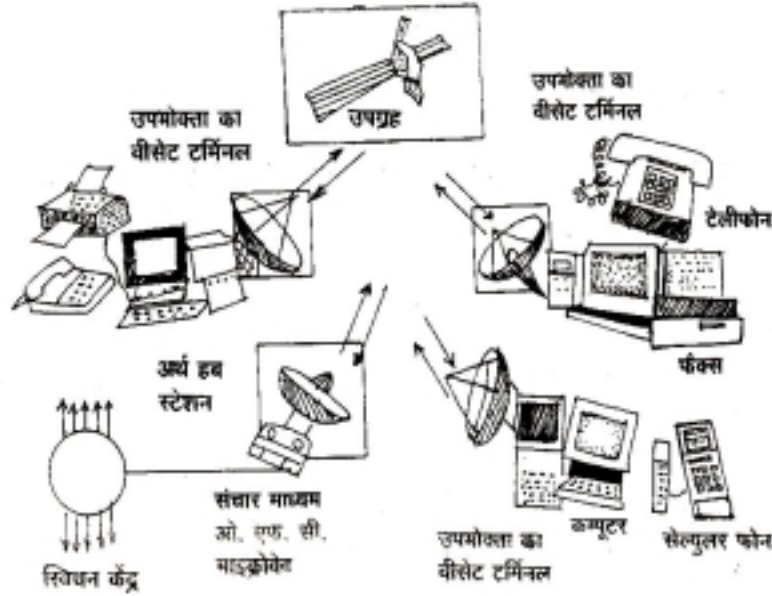 उपग्रह
उपभोक्ता का
वीसेट टर्मिनल
उपभोक्ता का
वीसेट टर्मिनल
टेलीफोन
फैक्स
अर्थ हब
स्टेशन
संचार माध्यम
ओ. एफ. सी.
माइक्रोवेव
स्विचन केंद्र
उपभोक्ता का
वीसेट टर्मिनल
कम्पूटर
सेल्युलर फोन